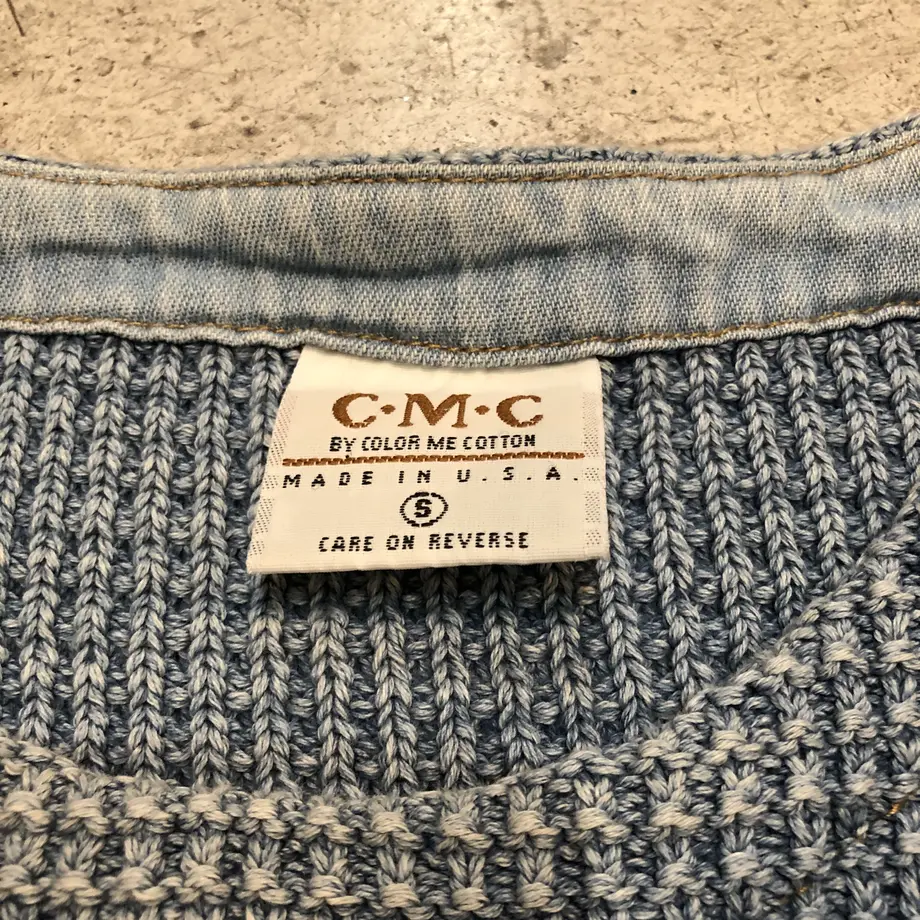 C·M·C
BY COLOR ME COTTON
MADE IN U.S.A.
S
CARE ON REVERSE